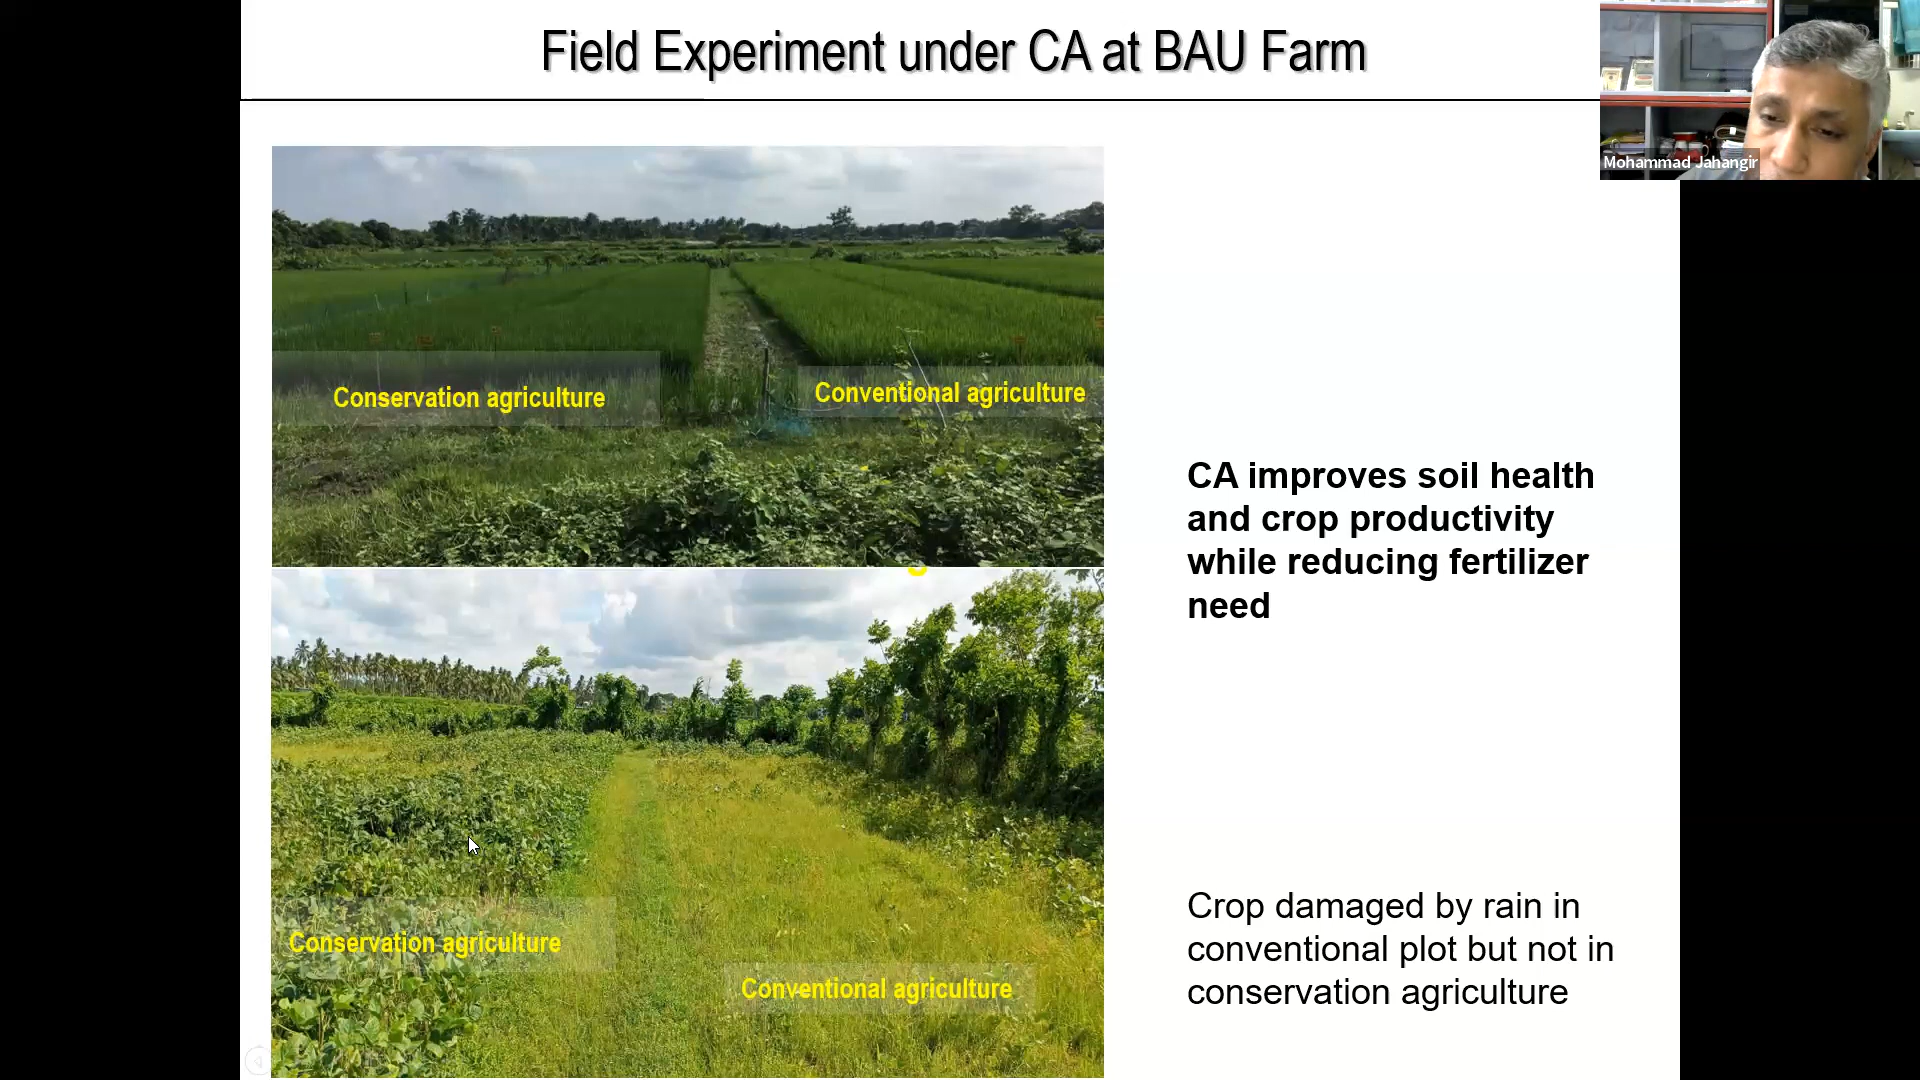 Field Experiment under CA at BAU Farm
Mohammad Jahangir
Conservation agriculture
Conventional agriculture
CA improves soil health
and crop productivity
while reducing fertilizer
need
Conservation agriculture
Conventional agriculture
Crop damaged by rain in
conventional plot but not in
conservation agriculture